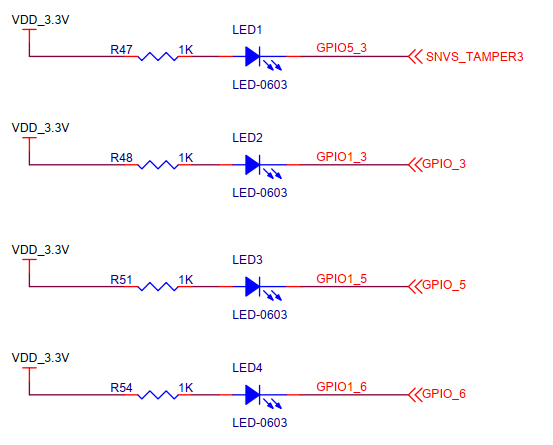 VDD_3.3V
LED1
R47 1K GPIO5_3 SNVS_TAMPER3
LED-0603
VDD_3.3V
LED2
R48 1K GPIO1_3 GPIO_3
LED-0603
VDD_3.3V
LED3
R51 1K GPIO1_5 GPIO_5
LED-0603
VDD_3.3V
LED4
R54 1K GPIO1_6 GPIO_6
LED-0603